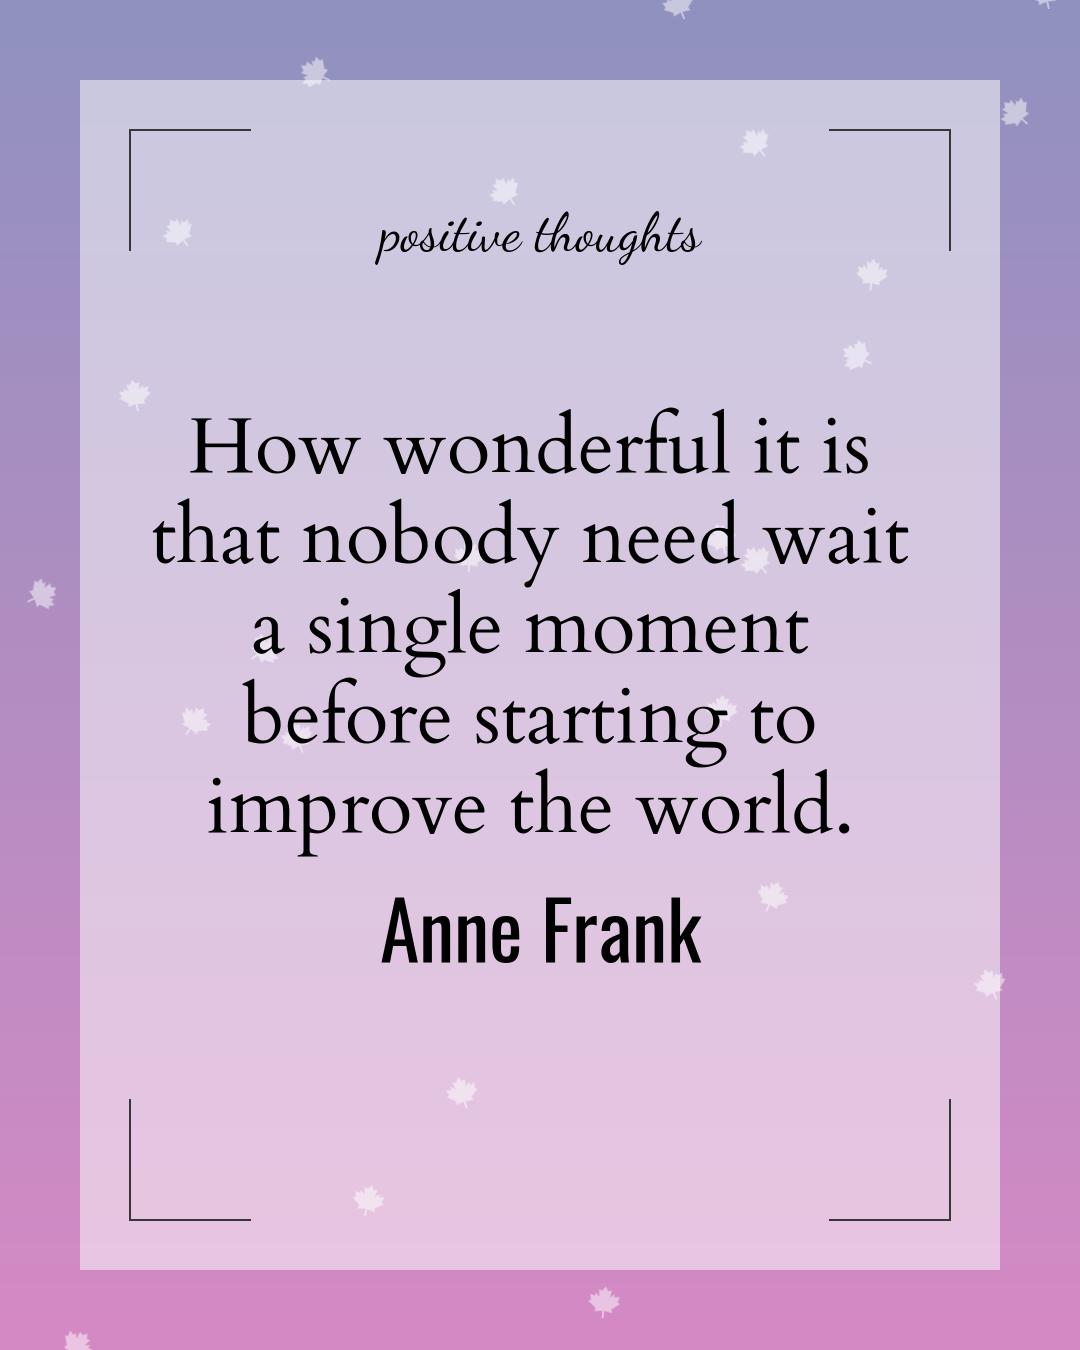 positive thoughts
How wonderful it is
that nobody need wait
a single moment
before starting to
improve the world.
Anne Frank